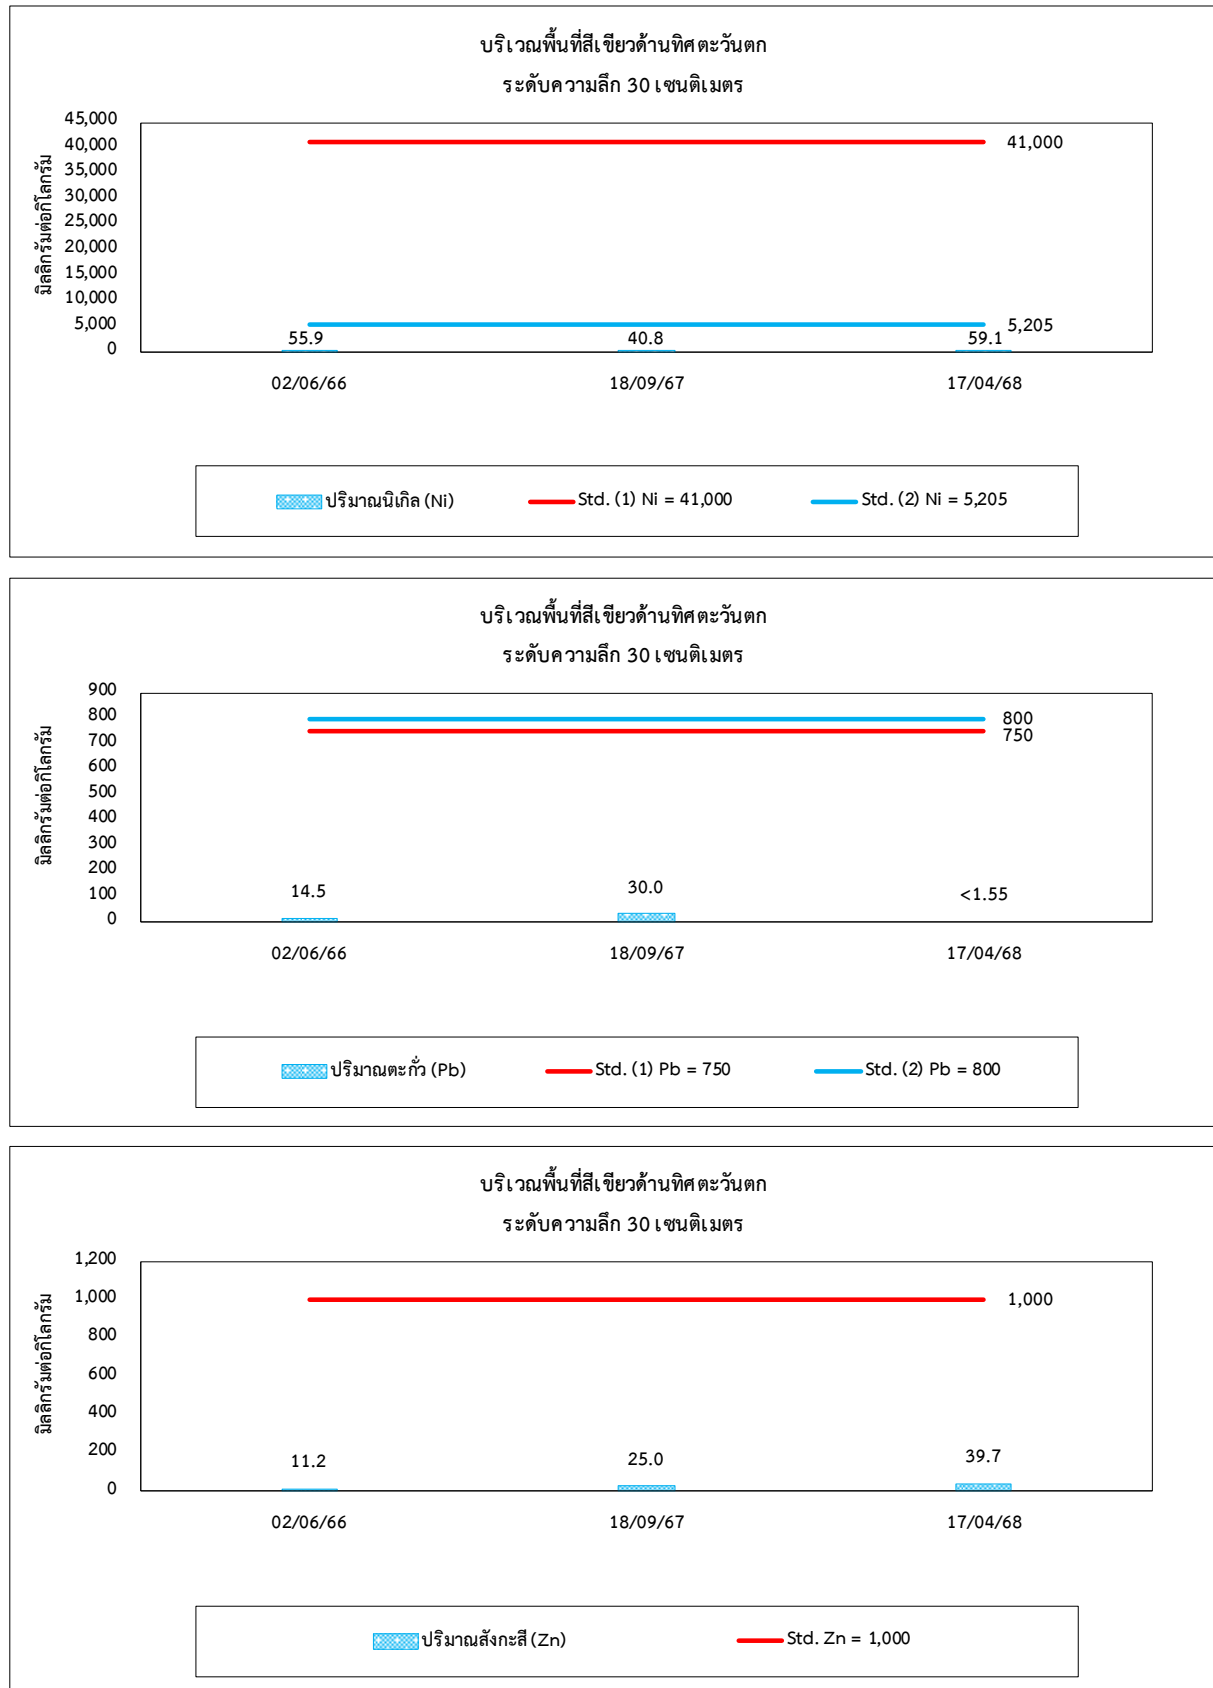 บริเวณพื้นที่สีเขียวด้านทิศตะวันตก
ระดับความลึก 30 เซนติเมตร
มิลลิกรัมต่อกิโลกรัม
45,000
40,000
35,000
30,000
25,000
20,000
15,000
10,000
5,000
0
41,000
5,205
55.9 40.8 59.1
02/06/66 18/09/67 17/04/68
ปริมาณนิเกิล (Ni) Std. (1) Ni = 41,000 Std. (2) Ni = 5,205
บริเวณพื้นที่สีเขียวด้านทิศตะวันตก
ระดับความลึก 30 เซนติเมตร
มิลลิกรัมต่อกิโลกรัม
900
800
700
600
500
400
300
200
100
0
800
750
14.5 30.0 <1.55
02/06/66 18/09/67 17/04/68
ปริมาณตะกั่ว (Pb) Std. (1) Pb = 750 Std. (2) Pb = 800
บริเวณพื้นที่สีเขียวด้านทิศตะวันตก
ระดับความลึก 30 เซนติเมตร
มิลลิกรัมต่อกิโลกรัม
1,200
1,000
800
600
400
200
0
1,000
11.2 25.0 39.7
02/06/66 18/09/67 17/04/68
ปริมาณสังกะสี (Zn) Std. Zn = 1,000